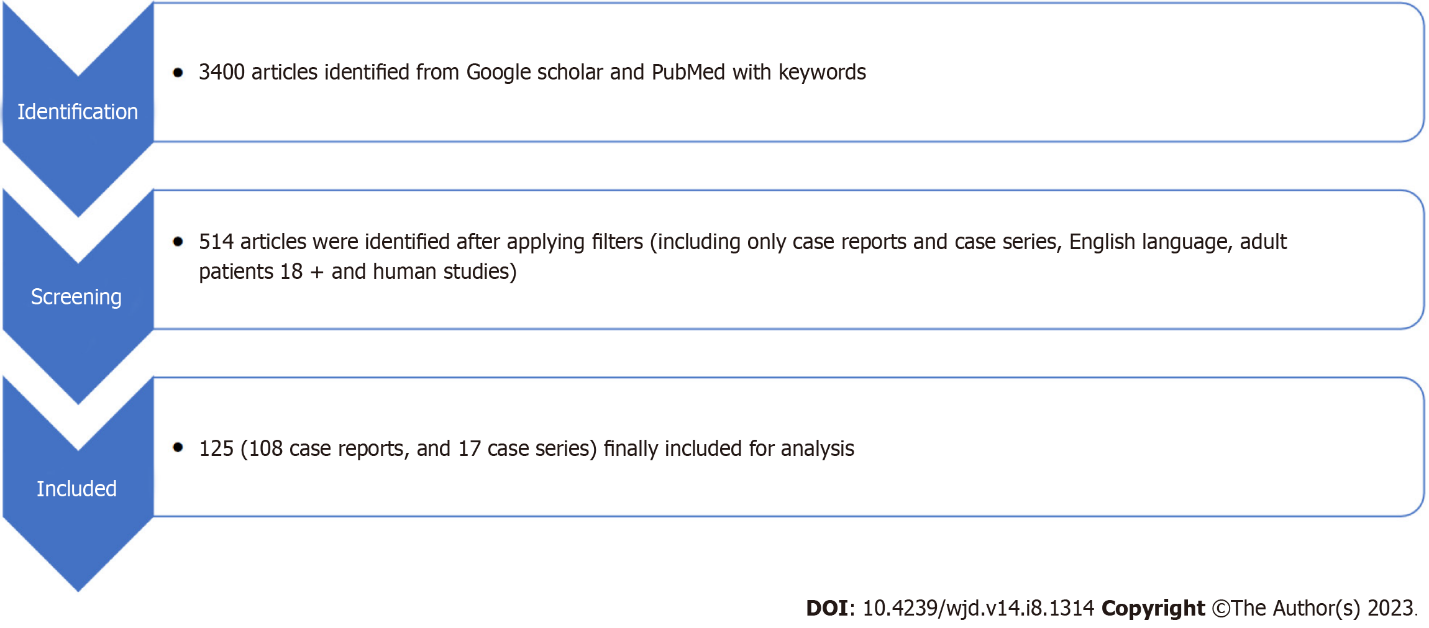 Identification
• 3400 articles identified from Google scholar and PubMed with keywords
Screening
• 514 articles were identified after applying filters (including only case reports and case series, English language, adult
patients 18 + and human studies)
Included
• 125 (108 case reports, and 17 case series) finally included for analysis
DOI: 10.4239/wjd.v14.i8.1314 Copyright ©The Author(s) 2023.